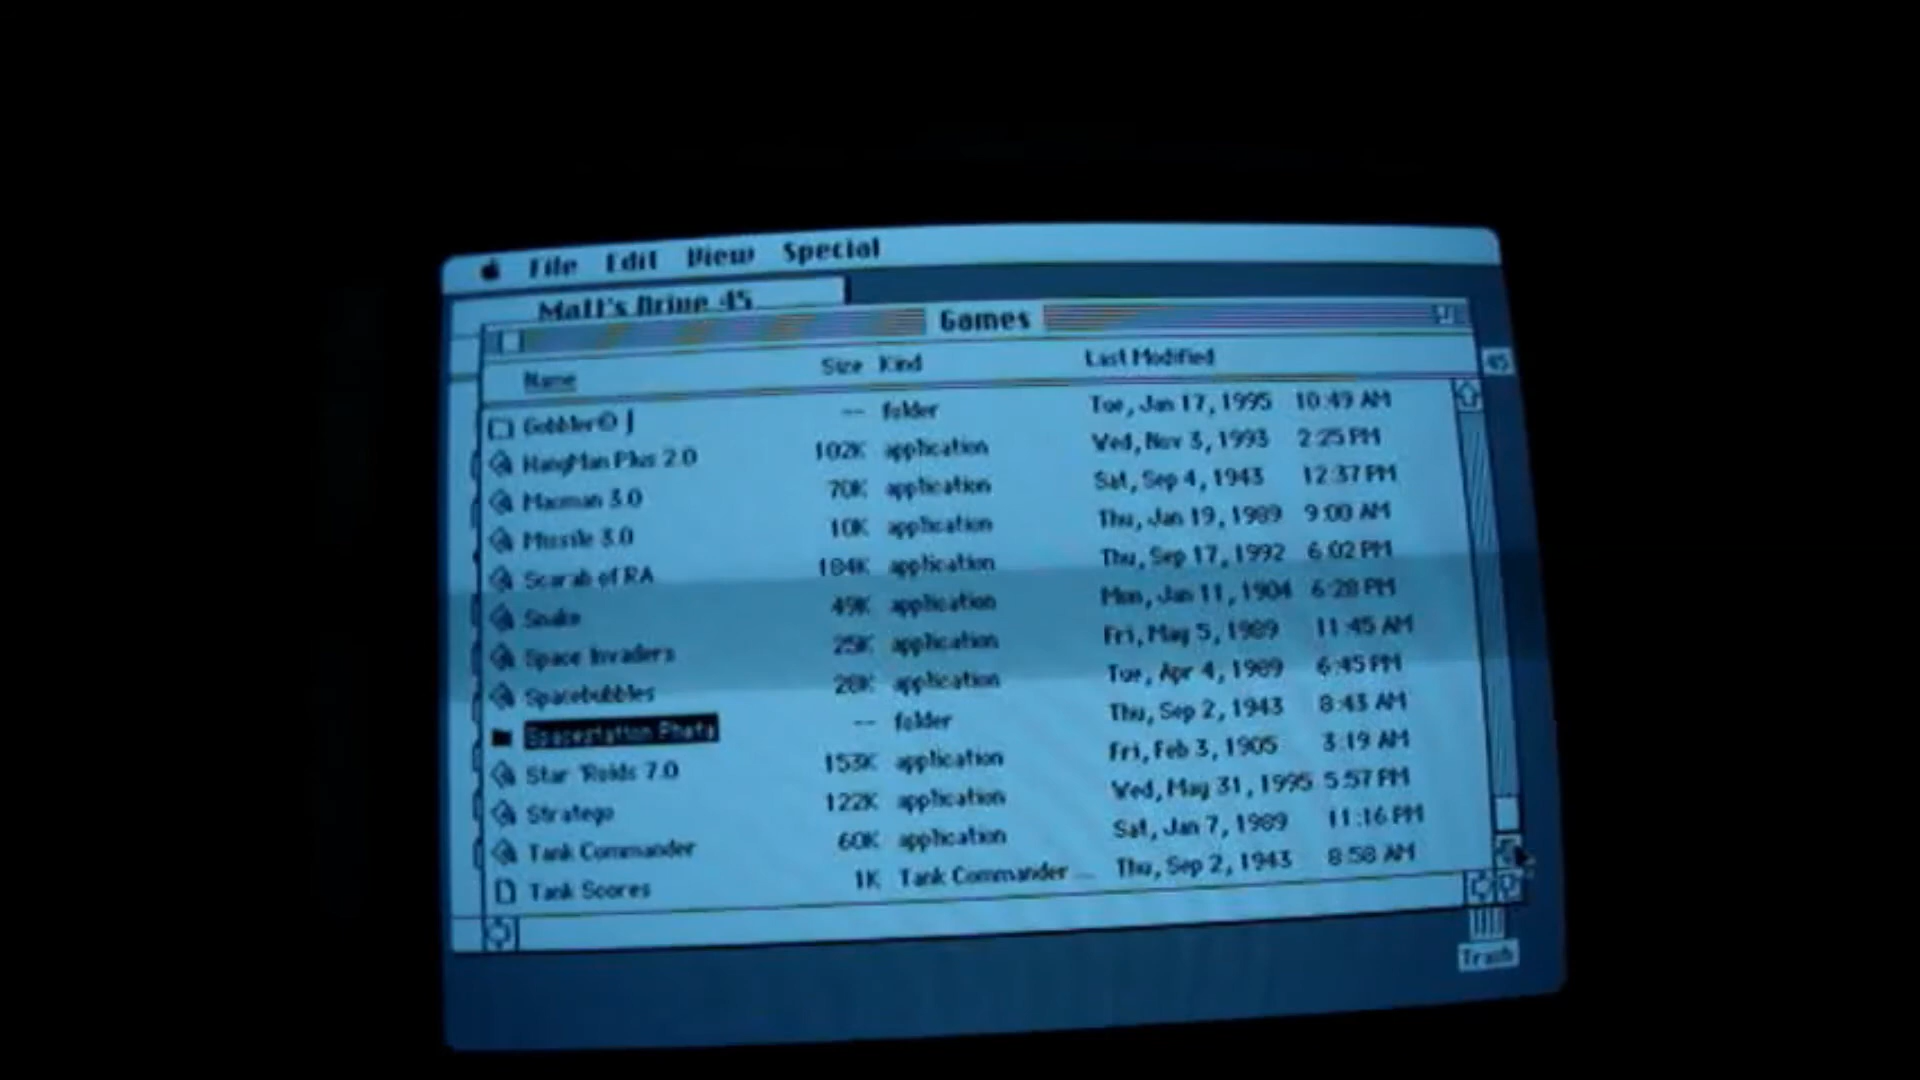 File Edit View Special
Matt's Drive 45
Games
45
Name Size Kind Last Modified
Gobbler© ƒ -- folder Tue, Jan 17, 1995 10:49 AM
HangMan Plus 2.0 102K application Wed, Nov 3, 1993 2:25 PM
Macman 3.0 70K application Sat, Sep 4, 1943 12:37 PM
Missile 3.0 10K application Thu, Jan 19, 1989 9:00 AM
Scarab of RA 184K application Thu, Sep 17, 1992 6:02 PM
Snake 49K application Mon, Jan 11, 1904 6:28 PM
Space Invaders 25K application Fri, May 5, 1989 11:45 AM
Spacebubbles 28K application Tue, Apr 4, 1989 6:45 PM
Spacestation Pheta -- folder Thu, Sep 2, 1943 8:43 AM
Star 'Roids 7.0 153K application Fri, Feb 3, 1905 3:19 AM
Stratego 122K application Wed, May 31, 1995 5:57 PM
Tank Commander 60K application Sat, Jan 7, 1989 11:16 PM
Tank Scores 1K Tank Commander ... Thu, Sep 2, 1943 8:58 AM
Trash